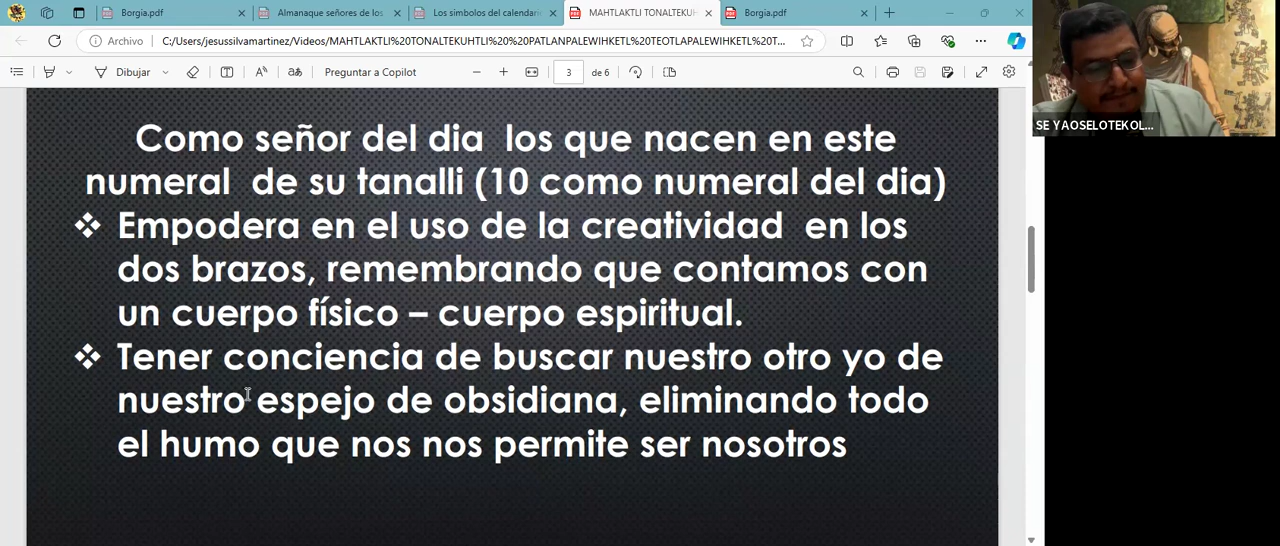 Borgia.pdf
Almanaque señores de los
Los simbolos del calendari
MAHTLAKTLI TONALTEKUH
Borgia.pdf
Archivo C:/Users/jesussilvamartinez/Videos/MAHTLAKTLI%20TONALTEKUHTLI%20%20PATLANPALEWIHKETL%20TEOTLAPALEWIHKETL%20T...
Dibujar aあ Preguntar a Copilot 3 de 6
SE YAOSELOTEKOL...
Como señor del dia los que nacen en este
numeral de su tanalli (10 como numeral del dia)
❖ Empodera en el uso de la creatividad en los
dos brazos, remembrando que contamos con
un cuerpo físico – cuerpo espiritual.
❖ Tener conciencia de buscar nuestro otro yo de
nuestro espejo de obsidiana, eliminando todo
el humo que nos nos permite ser nosotros